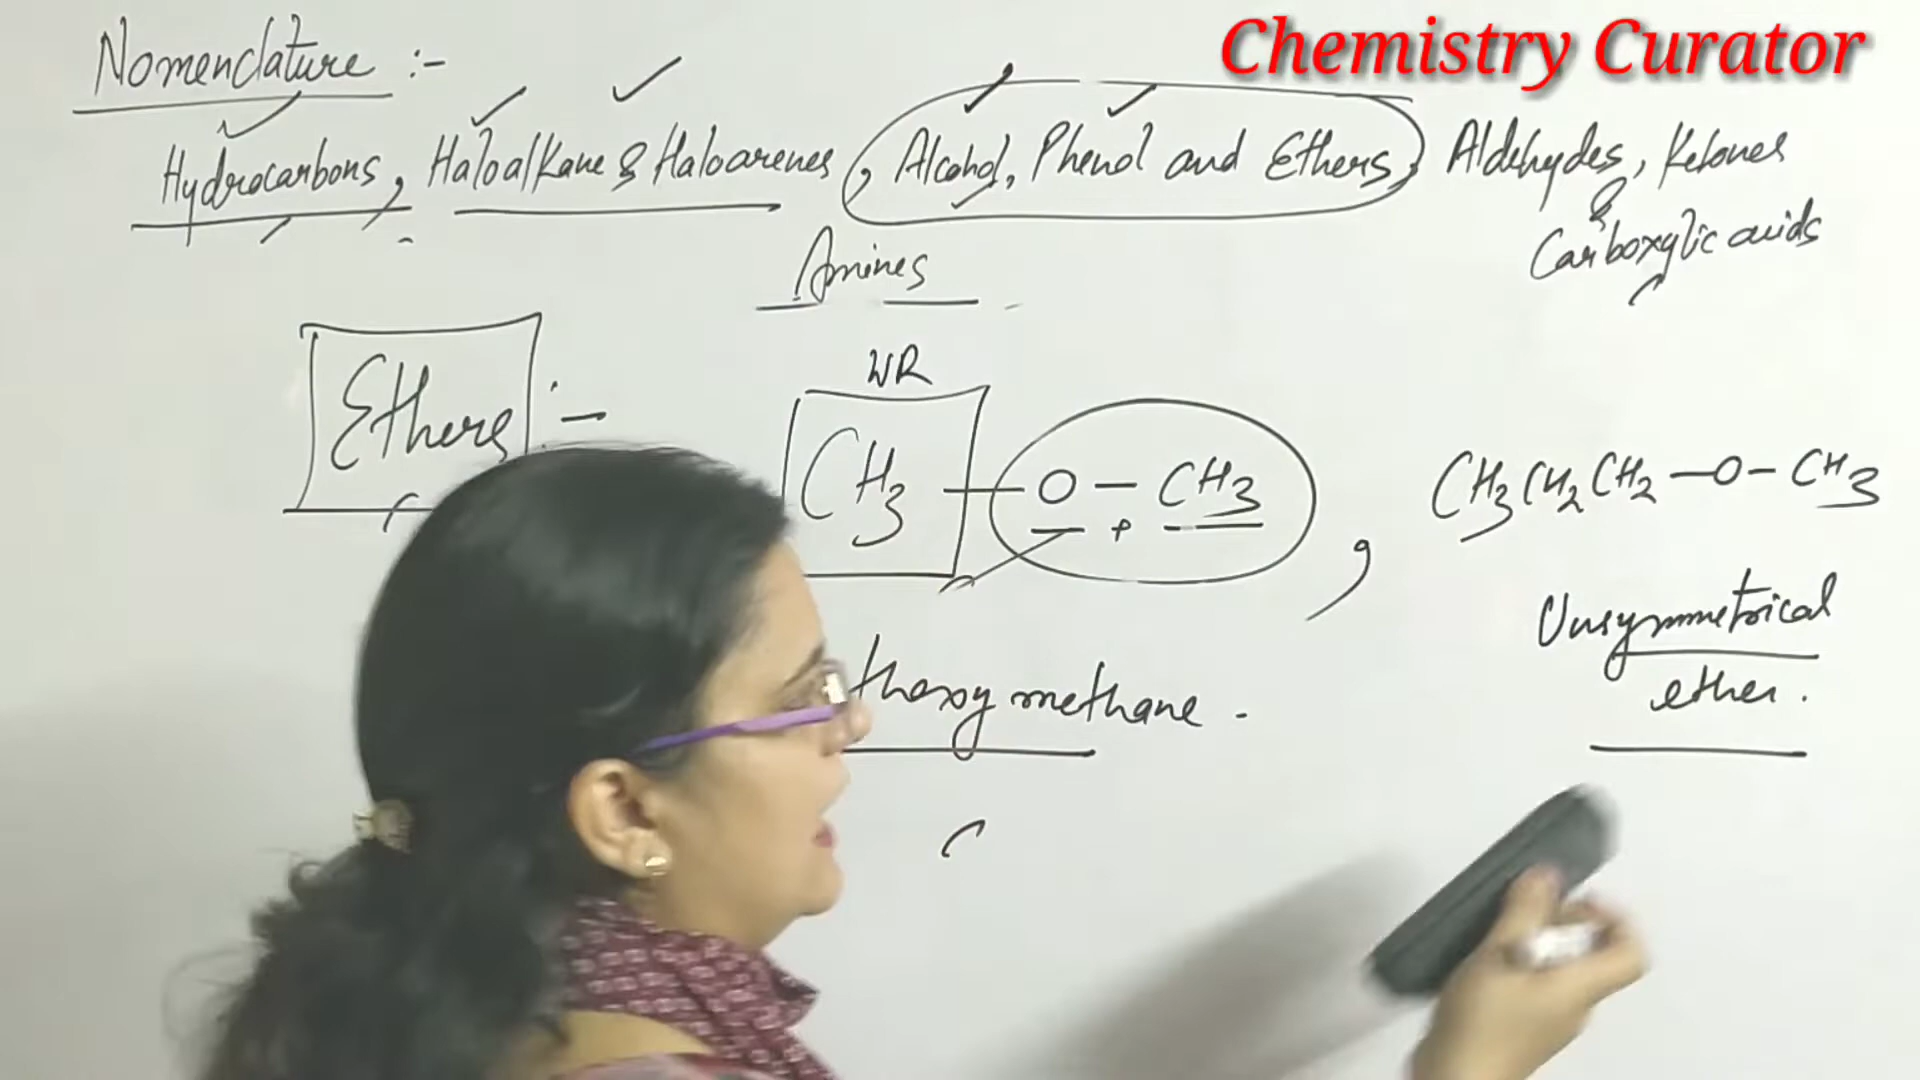 Chemistry Curator
Nomenclature :-
Hydrocarbons, Haloalkane & Haloarenes, Alcohol, Phenol and Ethers, Aldehydes, Ketones
& Carboxylic acids
Amines
WR
Ethers :-
CH3 - O - CH3 , CH3CH2CH2 - O - CH3
+
Unsymmetrical
ether.
thoxy methane.